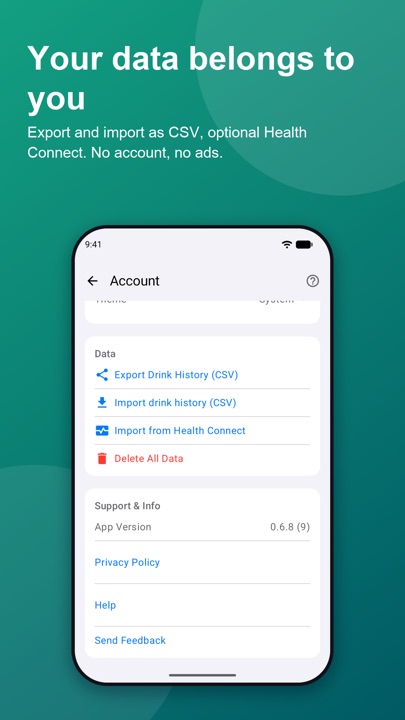 Your data belongs to
you
Export and import as CSV, optional Health
Connect. No account, no ads.
9:41
Account
Theme System
Data
Export Drink History (CSV)
Import drink history (CSV)
Import from Health Connect
Delete All Data
Support & Info
App Version 0.6.8 (9)
Privacy Policy
Help
Send Feedback